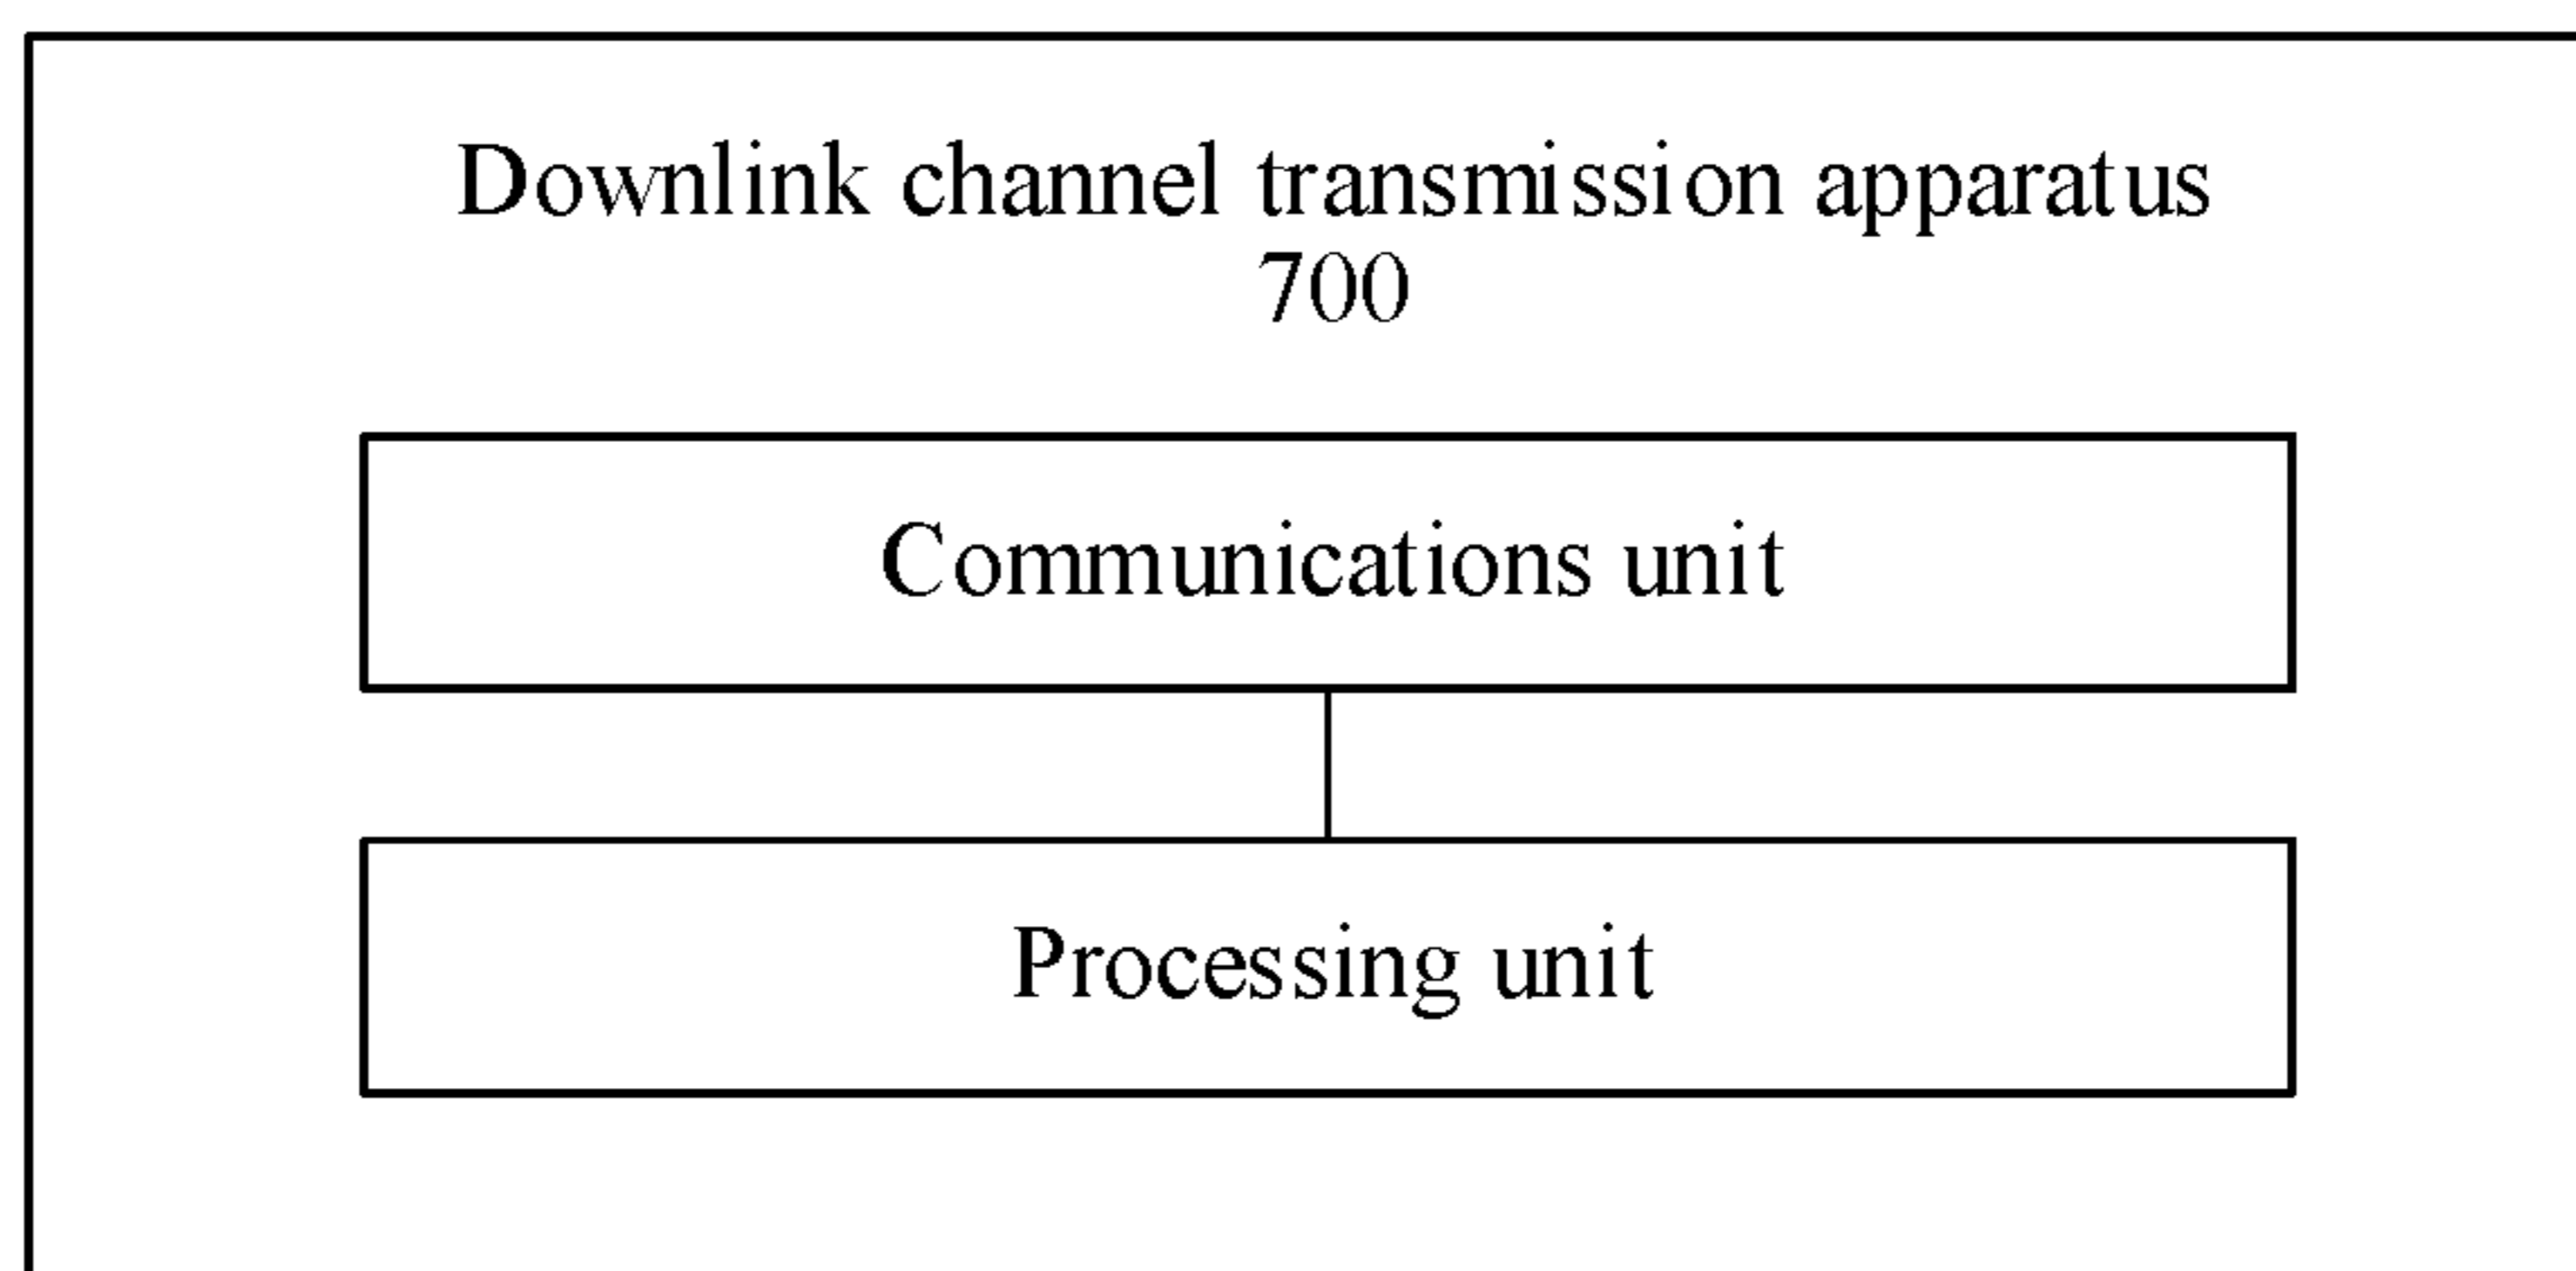 Downlink channel transmission apparatus
700
Communications unit
Processing unit